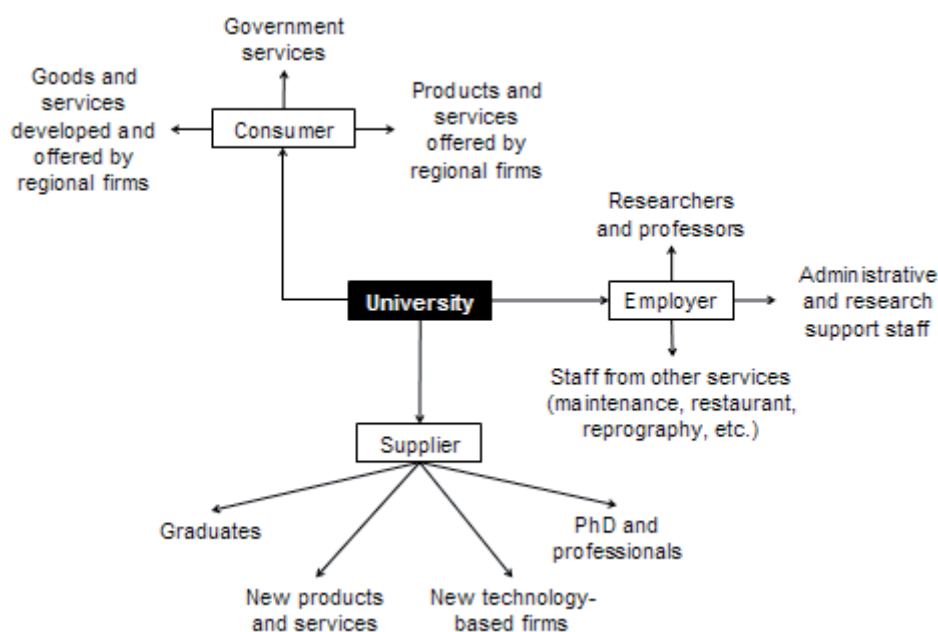 Government
services
Goods and
services
developed and
offered by
regional firms
Consumer
Products and
services
offered by
regional firms
Researchers
and professors
University
Employer
Administrative
and research
support staff
Staff from other services
(maintenance, restaurant,
reprography, etc.)
Supplier
Graduates
PhD and
professionals
New products
and services
New technology-
based firms